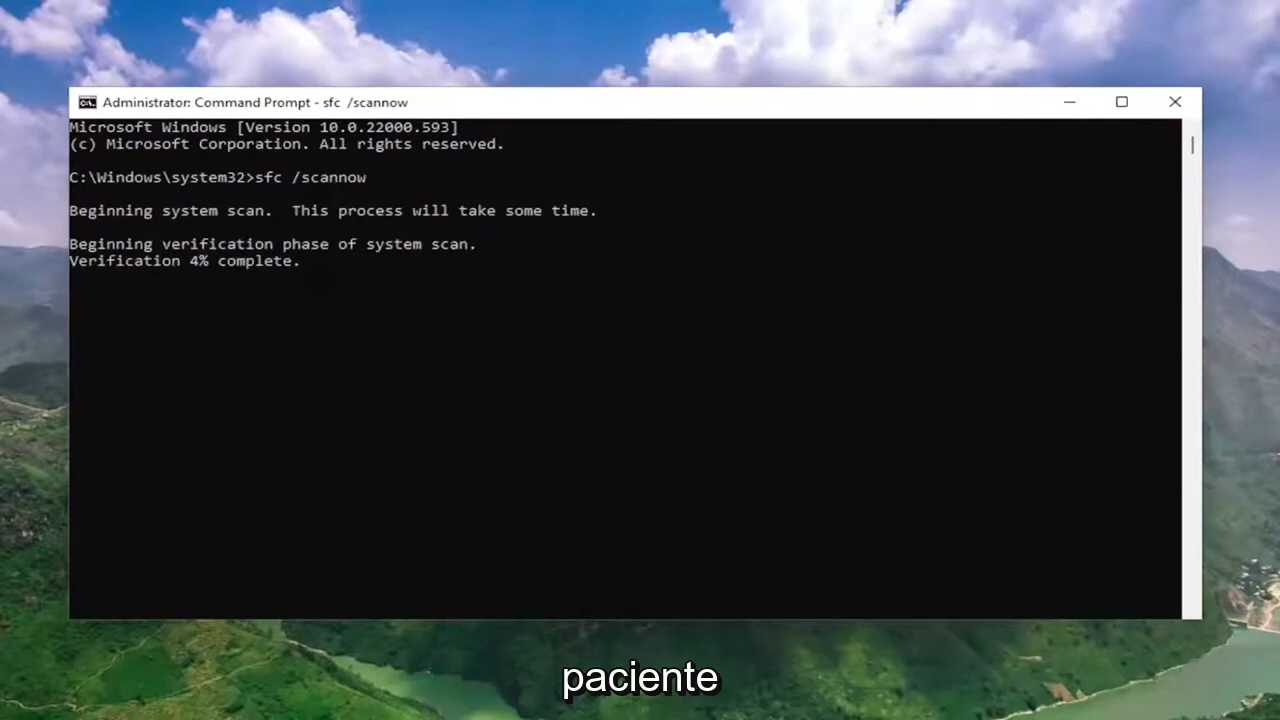 Administrator: Command Prompt - sfc /scannow
Microsoft Windows [Version 10.0.22000.593]
(c) Microsoft Corporation. All rights reserved.
C:\Windows\system32>sfc /scannow
Beginning system scan.  This process will take some time.
Beginning verification phase of system scan.
Verification 4% complete.
paciente